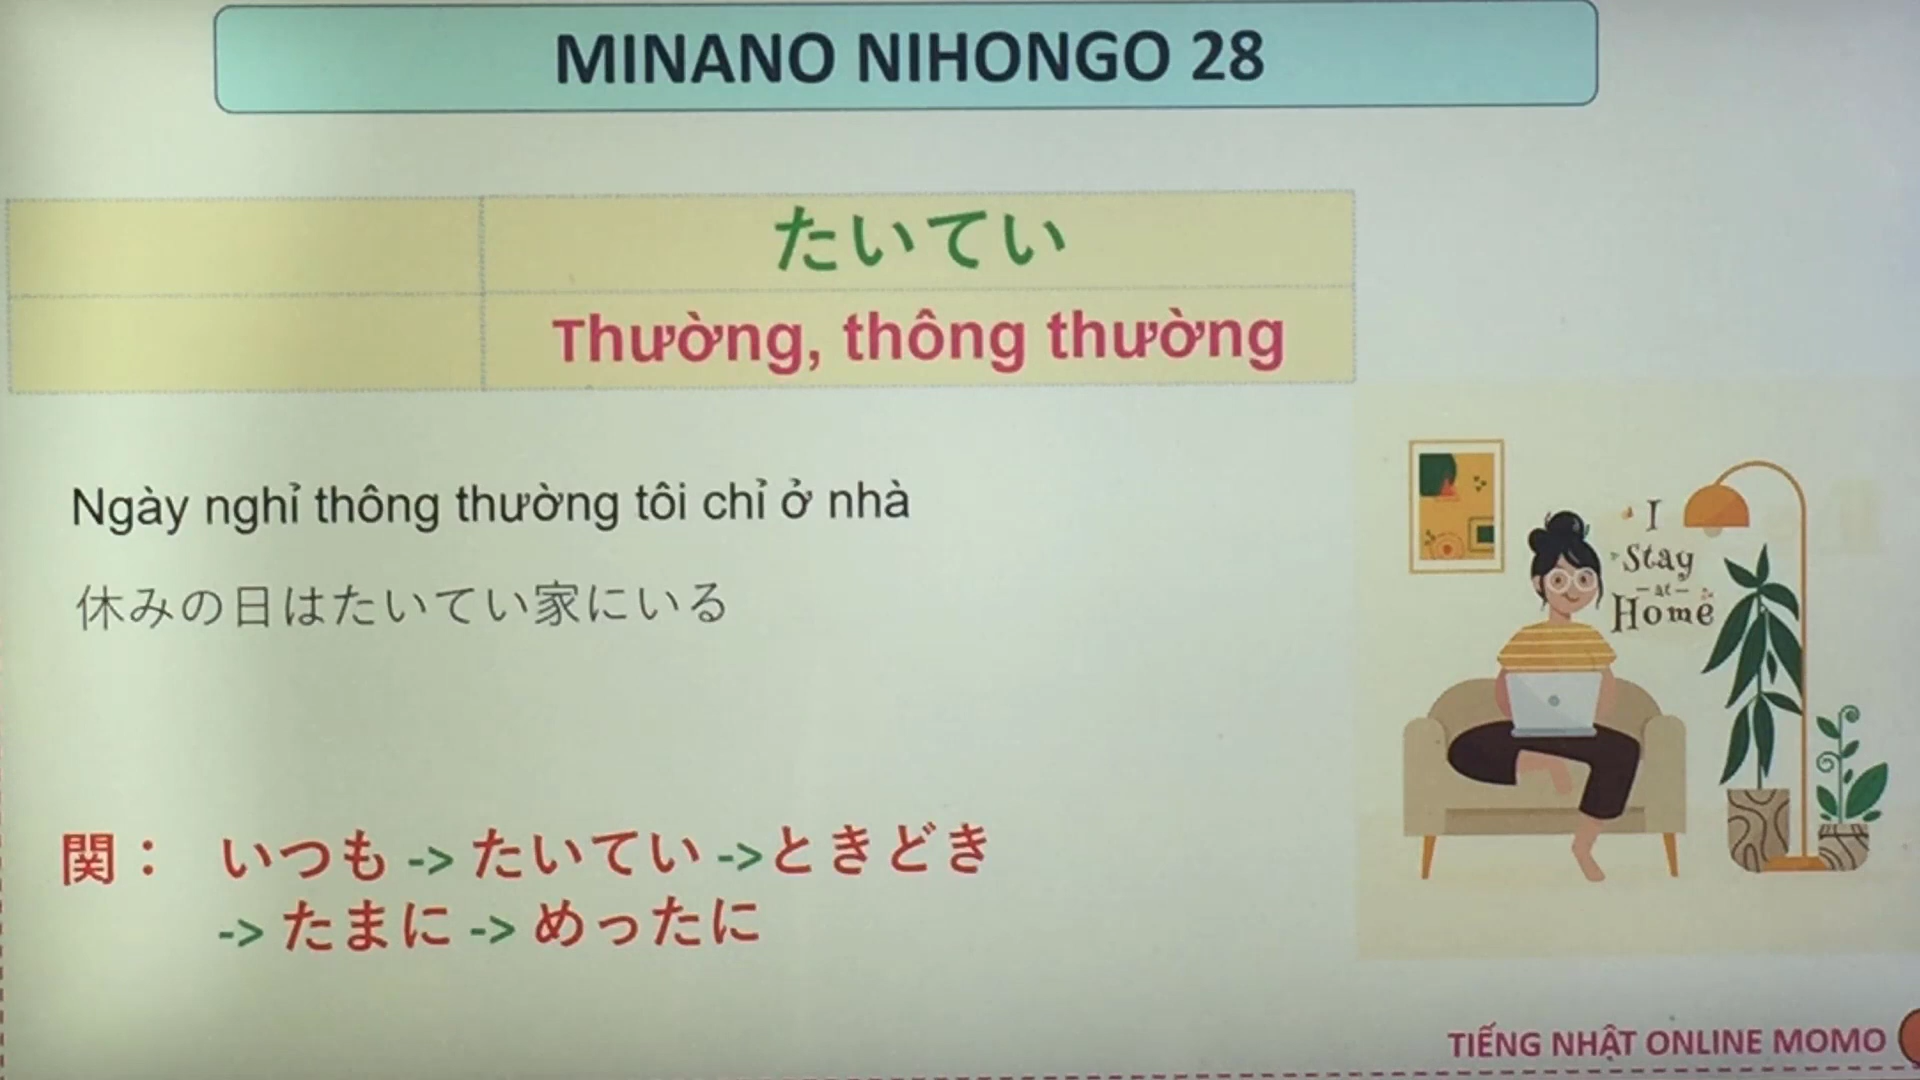 MINANO NIHONGO 28
たいてい
Thường, thông thường
Ngày nghỉ thông thường tôi chỉ ở nhà
休みの日はたいてい家にいる
I
Stay
- at -
Home
関： いつも -> たいてい ->ときどき
-> たまに -> めったに
TIẾNG NHẬT ONLINE MOMO